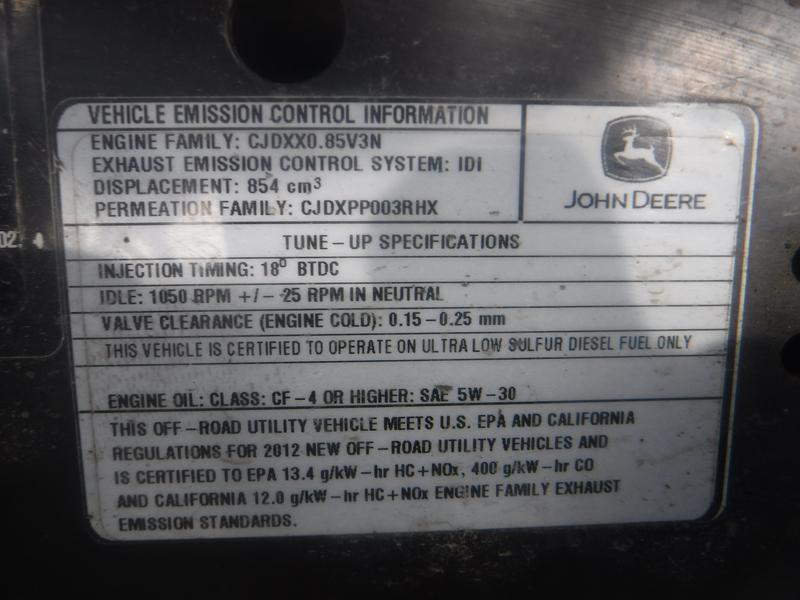 VEHICLE EMISSION CONTROL INFORMATION
ENGINE FAMILY: CJDXX0.85V3N
EXHAUST EMISSION CONTROL SYSTEM: IDI
DISPLACEMENT: 854 cm³
PERMEATION FAMILY: CJDXPP003RHX
JOHN DEERE
TUNE-UP SPECIFICATIONS
INJECTION TIMING: 18⁰ BTDC
IDLE: 1050 RPM +/- 25 RPM IN NEUTRAL
VALVE CLEARANCE (ENGINE COLD): 0.15-0.25 mm
THIS VEHICLE IS CERTIFIED TO OPERATE ON ULTRA LOW SULFUR DIESEL FUEL ONLY
ENGINE OIL: CLASS: CF-4 OR HIGHER: SAE 5W-30
THIS OFF-ROAD UTILITY VEHICLE MEETS U.S. EPA AND CALIFORNIA
REGULATIONS FOR 2012 NEW OFF-ROAD UTILITY VEHICLES AND
IS CERTIFIED TO EPA 13.4 g/kW-hr HC+NOx, 400 g/kW-hr CO
AND CALIFORNIA 12.0 g/kW-hr HC+NOx ENGINE FAMILY EXHAUST
EMISSION STANDARDS.